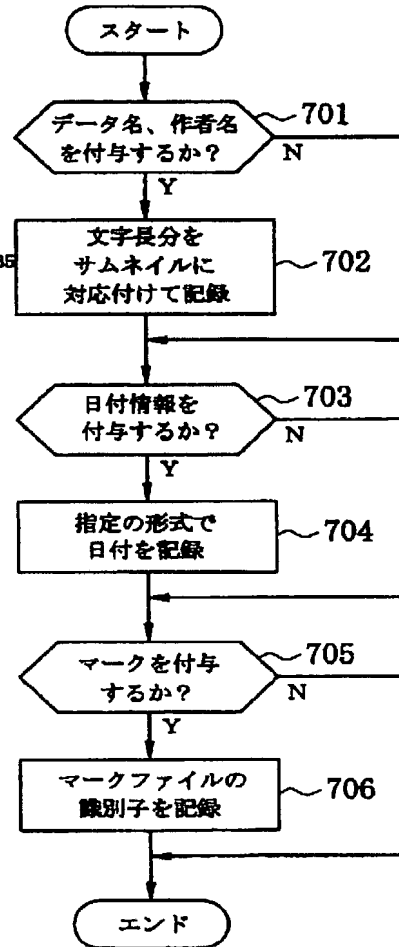 スタート
データ名、作者名
を付与するか?
701
N
Y
文字長分を
サムネイルに
対応付けて記録
702
日付情報を
付与するか?
703
N
Y
指定の形式で
日付を記録
704
マークを付与
するか?
705
N
Y
マークファイルの
識別子を記録
706
エンド